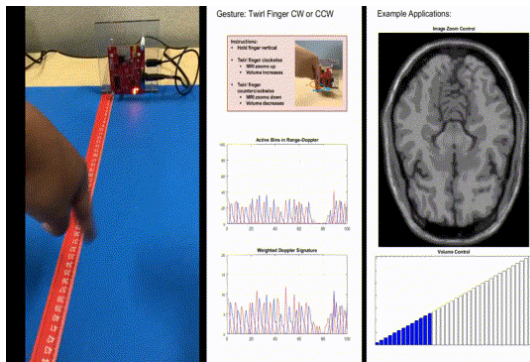 Gesture: Twirl Finger CW or CCW
Instructions:
• Hold finger vertical
• Twirl finger clockwise
• MRI zooms up
• Volume increases
• Twirl finger
counterclockwise
• MRI zooms down
• Volume decreases
Active Bins in Range-Doppler
Weighted Doppler Signature
Example Applications:
Image Zoom Control
Volume Control